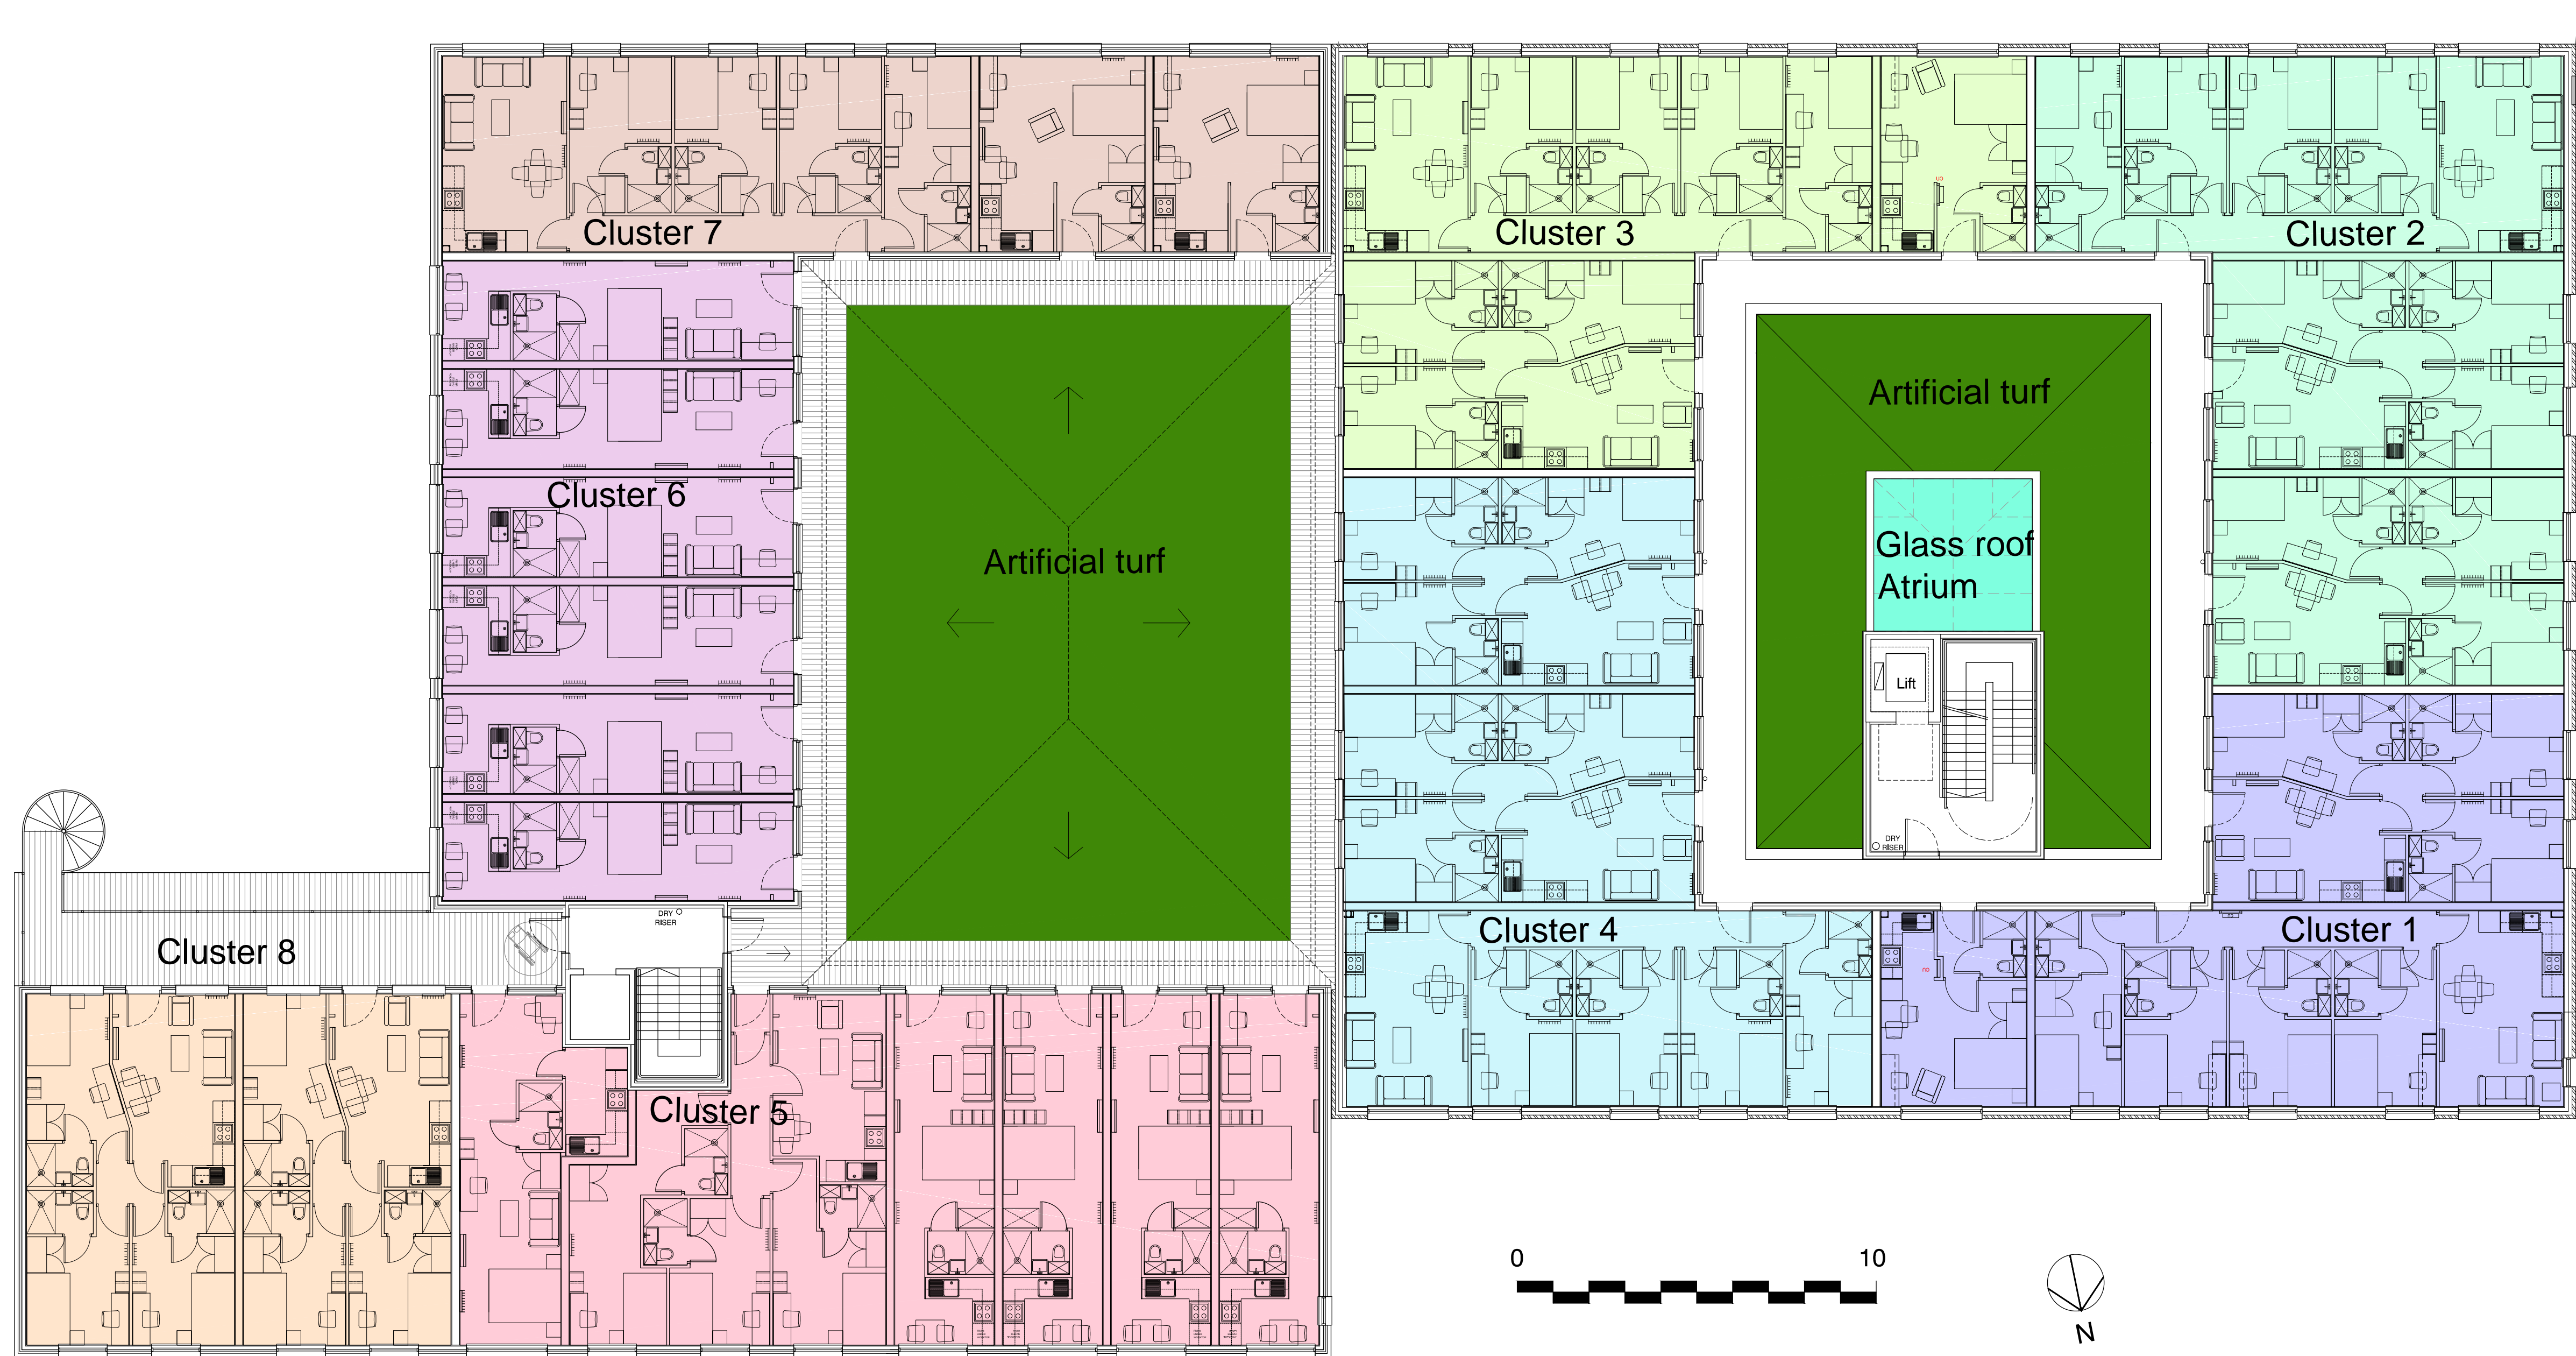 Cluster 7
Cluster 3
Cluster 2
Artificial turf
Cluster 6
Artificial turf
Glass roof
Atrium
Lift
DRY
RISER
DRY
RISER
Cluster 8
Cluster 4
Cluster 1
Cluster 5
0 10
N